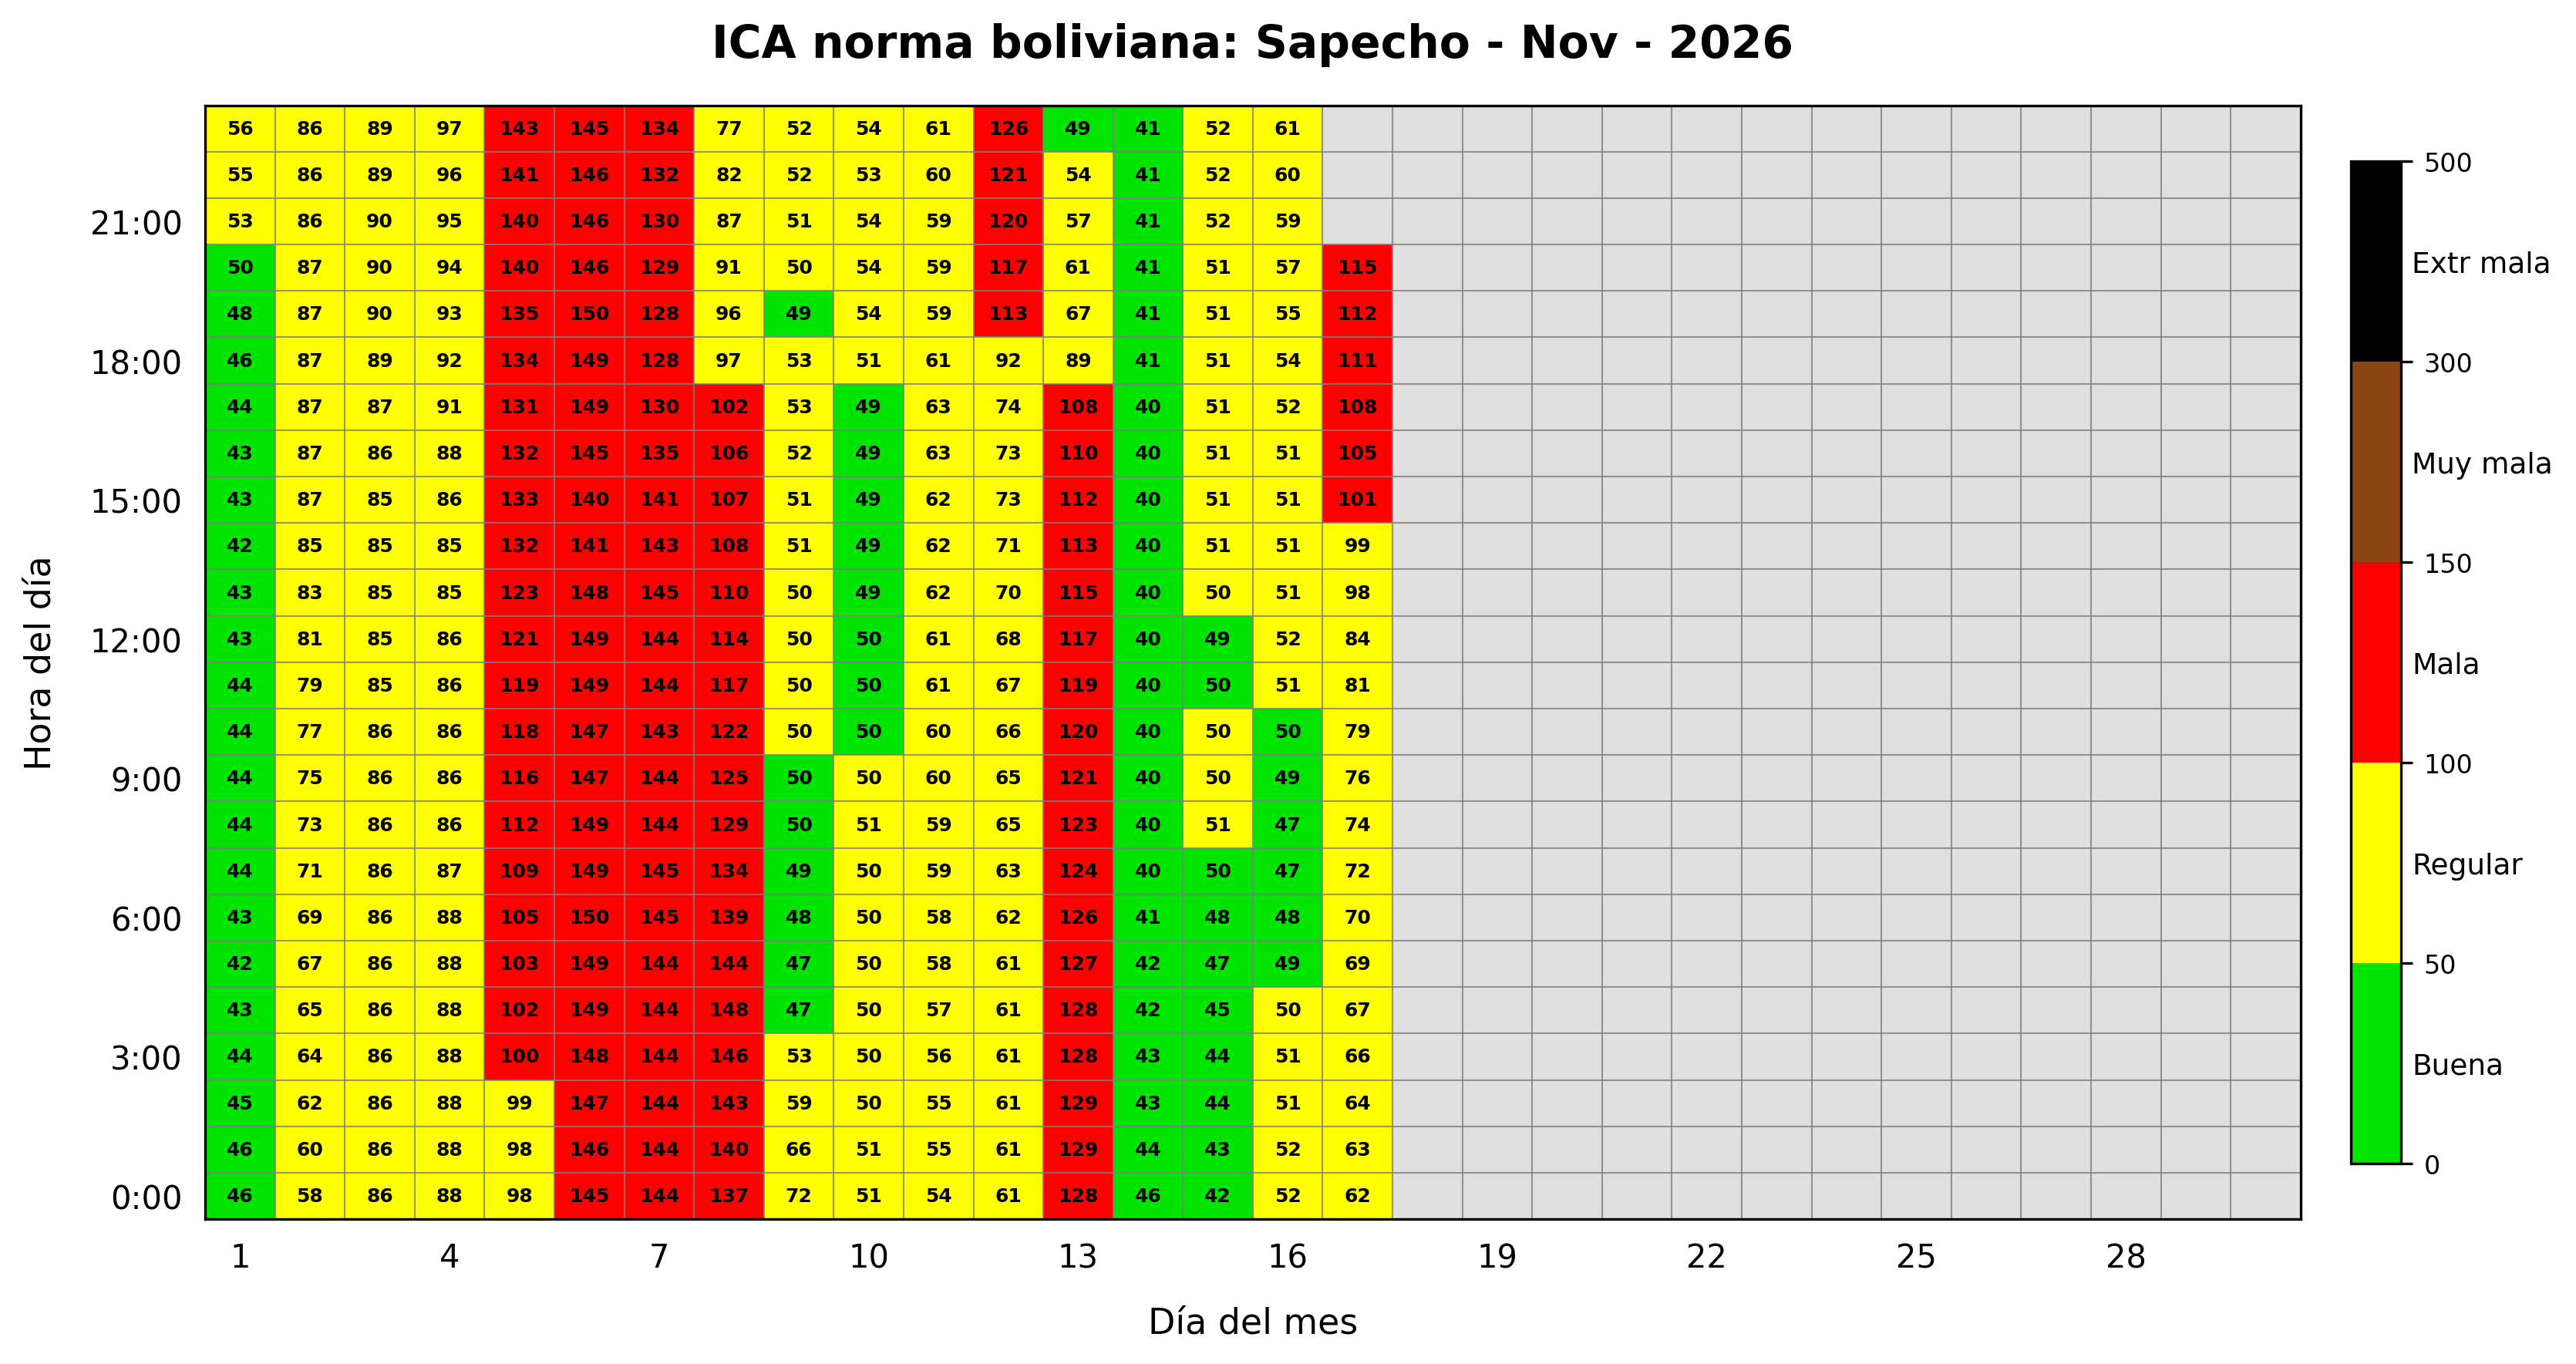 ICA norma boliviana: Sapecho - Nov - 2026
56 86 89 97 143 145 134 77 52 54 61 126 49 41 52 61
55 86 89 96 141 146 132 82 52 53 60 121 54 41 52 60
21:00 53 86 90 95 140 146 130 87 51 54 59 120 57 41 52 59
50 87 90 94 140 146 129 91 50 54 59 117 61 41 51 57 115
48 87 90 93 135 150 128 96 49 54 59 113 67 41 51 55 112
18:00 46 87 89 92 134 149 128 97 53 51 61 92 89 41 51 54 111
44 87 87 91 131 149 130 102 53 49 63 74 108 40 51 52 108
43 87 86 88 132 145 135 106 52 49 63 73 110 40 51 51 105
15:00 43 87 85 86 133 140 141 107 51 49 62 73 112 40 51 51 101
42 85 85 85 132 141 143 108 51 49 62 71 113 40 51 51 99
43 83 85 85 123 148 145 110 50 49 62 70 115 40 50 51 98
12:00 43 81 85 86 121 149 144 114 50 50 61 68 117 40 49 52 84
44 79 85 86 119 149 144 117 50 50 61 67 119 40 50 51 81
44 77 86 86 118 147 143 122 50 50 60 66 120 40 50 50 79
9:00 44 75 86 86 116 147 144 125 50 50 60 65 121 40 50 49 76
44 73 86 86 112 149 144 129 50 51 59 65 123 40 51 47 74
44 71 86 87 109 149 145 134 49 50 59 63 124 40 50 47 72
6:00 43 69 86 88 105 150 145 139 48 50 58 62 126 41 48 48 70
42 67 86 88 103 149 144 144 47 50 58 61 127 42 47 49 69
43 65 86 88 102 149 144 148 47 50 57 61 128 42 45 50 67
3:00 44 64 86 88 100 148 144 146 53 50 56 61 128 43 44 51 66
45 62 86 88 99 147 144 143 59 50 55 61 129 43 44 51 64
46 60 86 88 98 146 144 140 66 51 55 61 129 44 43 52 63
0:00 46 58 86 88 98 145 144 137 72 51 54 61 128 46 42 52 62
1 4 7 10 13 16 19 22 25 28
Día del mes
Hora del día
500
Extr mala
300
Muy mala
150
Mala
100
Regular
50
Buena
0